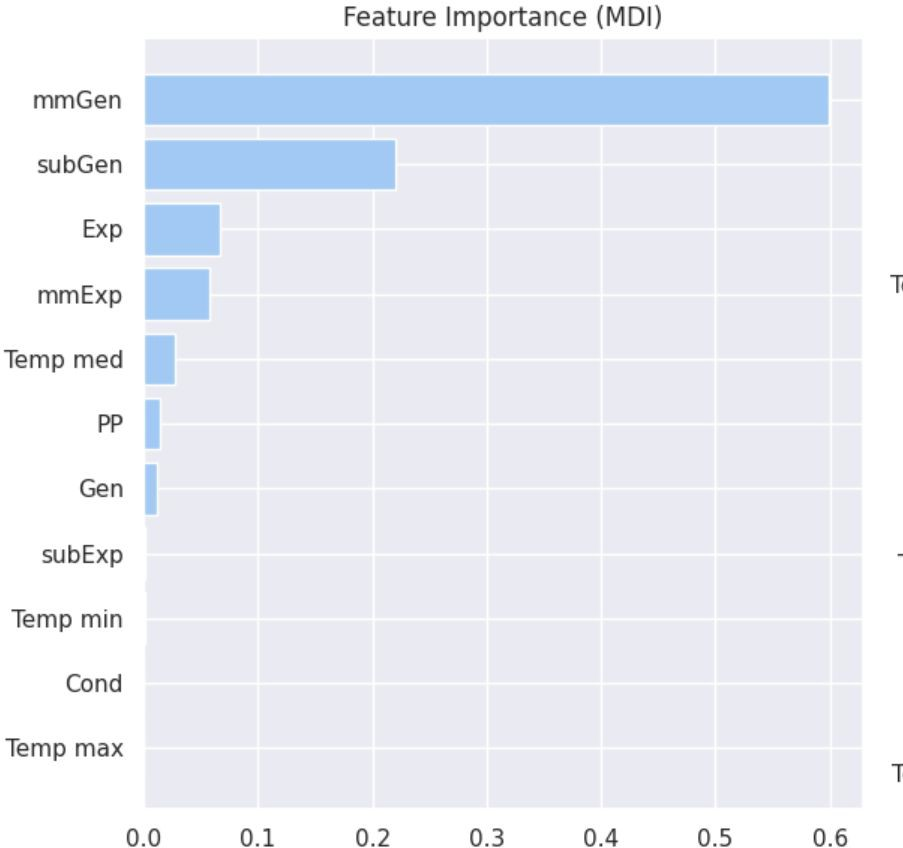 Feature Importance (MDI)
mmGen
subGen
Exp
mmExp
Temp med
PP
Gen
subExp
Temp min
Cond
Temp max
0.0 0.1 0.2 0.3 0.4 0.5 0.6